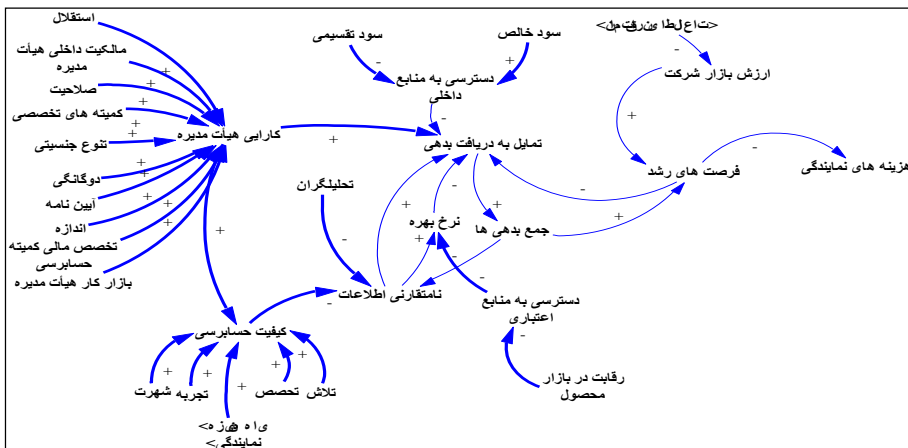 استقلال
مالکیت داخلی هیأت
مدیره
صلاحیت
کمیته های تخصصی
تنوع جنسیتی
دوگانگی
آیین نامه
اندازه
تخصص مالی کمیته
حسابرسی
بازار کار هیأت مدیره
کارایی هیأت مدیره
سود تقسیمی
سود خالص
دسترسی به منابع
داخلی
تمایل به دریافت بدهی
ارزش بازار شرکت
فرصت های رشد
هزینه های نمایندگی
تحلیلگران
نرخ بهره
جمع بدهی ها
نامتقارنی اطلاعات
دسترسی به منابع
اعتباری
رقابت در بازار
محصول
کیفیت حسابرسی
شهرت
تجربه
تحصص
تلاش
نمایندگی>